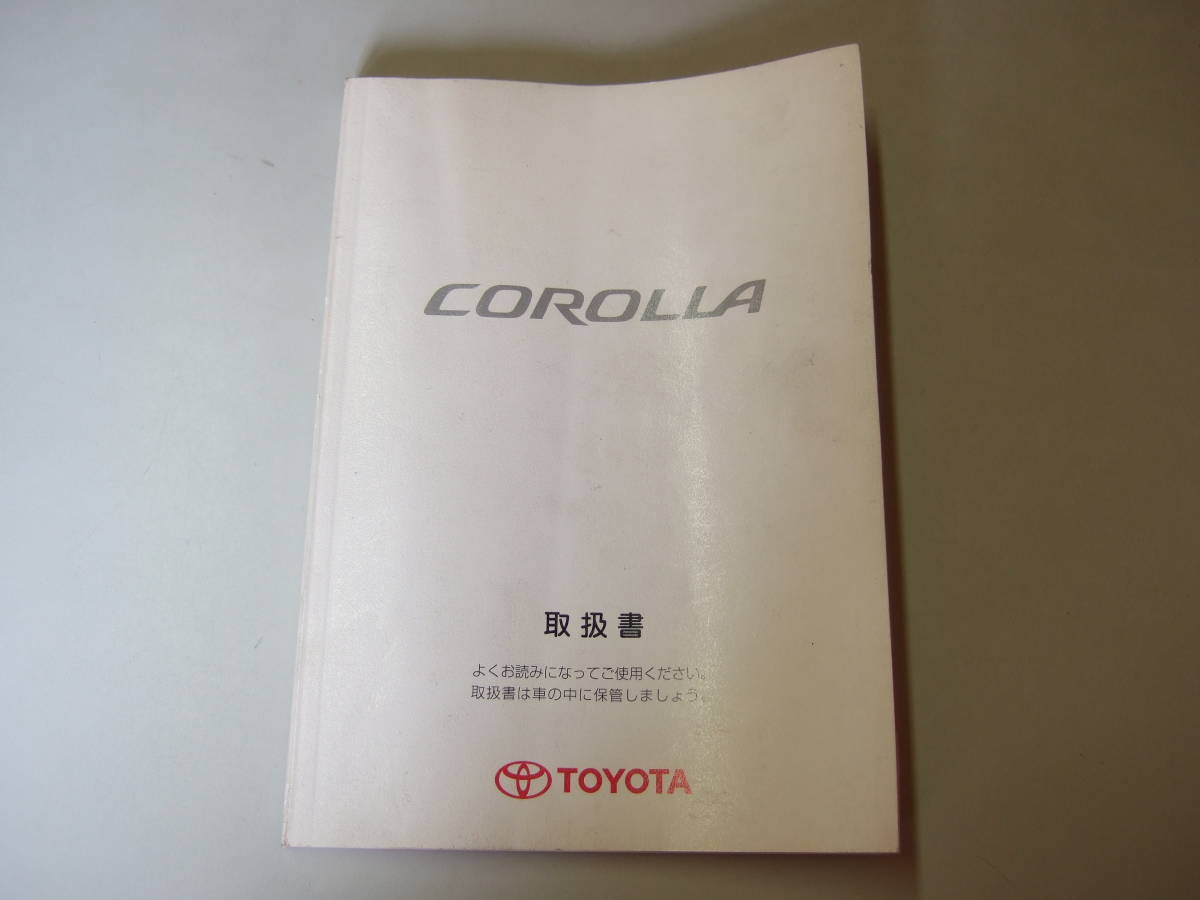 COROLLA
取扱書
よくお読みになってご使用ください。
取扱書は車の中に保管しましょう。
TOYOTA